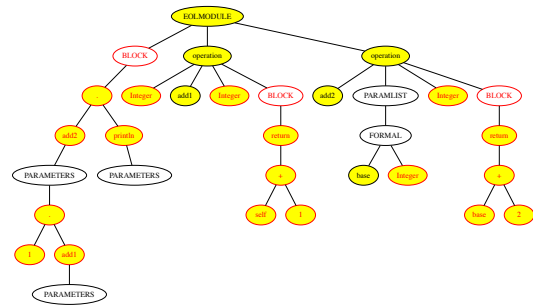 EOLMODULE
BLOCK operation operation
. Integer add1 Integer BLOCK add2 PARAMLIST Integer BLOCK
add2 println return FORMAL return
PARAMETERS PARAMETERS + base Integer +
. self 1 base 2
1 add1
PARAMETERS